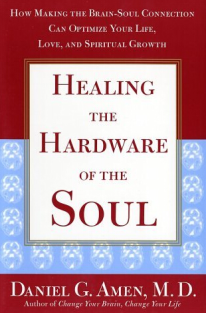 HOW MAKING THE BRAIN-SOUL CONNECTION
CAN OPTIMIZE YOUR LIFE,
LOVE, AND SPIRITUAL GROWTH
HEALING
THE
HARDWARE
OF THE
SOUL
DANIEL G. AMEN, M. D.
Author of Change Your Brain, Change Your Life